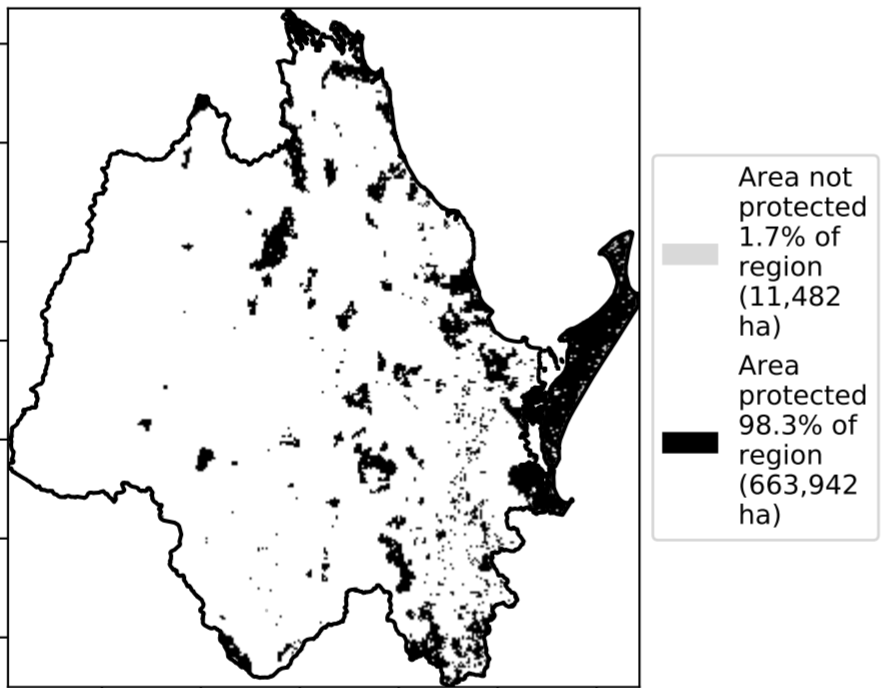 Area not
protected
1.7% of
region
(11,482
ha)
Area
protected
98.3% of
region
(663,942
ha)